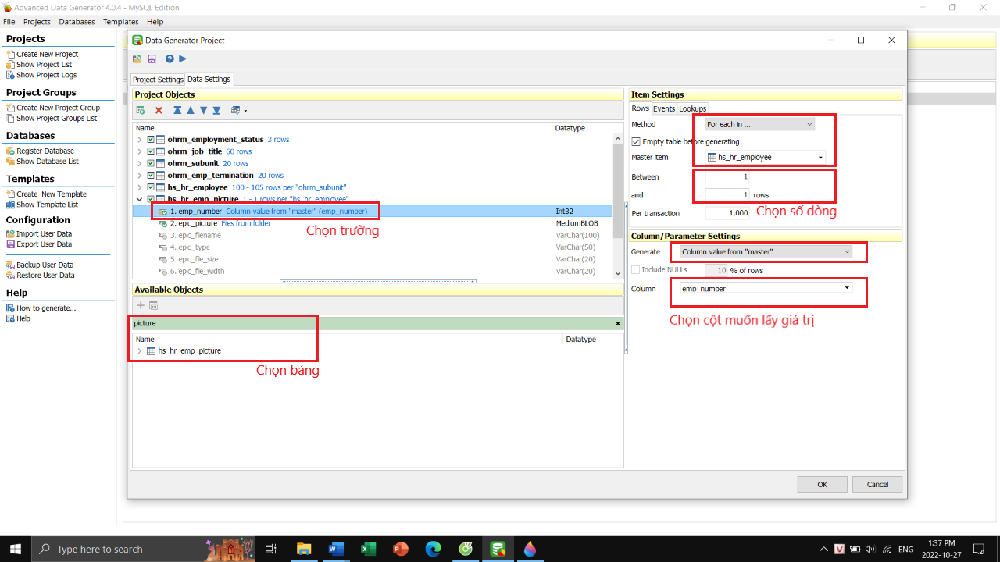 Advanced Data Generator 4.0.4 - MySQL Edition
File Projects Databases Templates Help
Projects
Create New Project
Show Project List
Show Project Logs
Project Groups
Create New Project Group
Show Project Groups List
Databases
Register Database
Show Database List
Templates
Create New Template
Show Template List
Configuration
Import User Data
Export User Data
Backup User Data
Restore User Data
Help
How to generate...
Help
Data Generator Project
Project Settings Data Settings
Project Objects
Name Datatype
ohrm_employment_status 3 rows
ohrm_job_title 60 rows
ohrm_subunit 20 rows
ohrm_emp_termination 20 rows
hs_hr_employee 100 - 105 rows per "ohrm_subunit"
hs_hr_emp_picture 1 - 1 rows per "hs_hr_employee"
1. emp_number Column value from "master" (emp_number) Int32
2. epic_picture Files from folder MediumBLOB
3. epic_filename VarChar(100)
4. epic_type VarChar(50)
5. epic_file_size VarChar(20)
6. epic_file_width VarChar(20)
Chọn trường
Available Objects
picture
Name Datatype
hs_hr_emp_picture
Chọn bảng
Item Settings
Rows Events Lookups
Method For each in ...
Empty table before generating
Master item hs_hr_employee
Between 1
and 1 rows
Per transaction 1,000
Chọn số dòng
Column/Parameter Settings
Generate Column value from "master"
Include NULLs 10 % of rows
Column emp_number
Chọn cột muốn lấy giá trị
OK Cancel
Type here to search
ENG
1:37 PM
2022-10-27